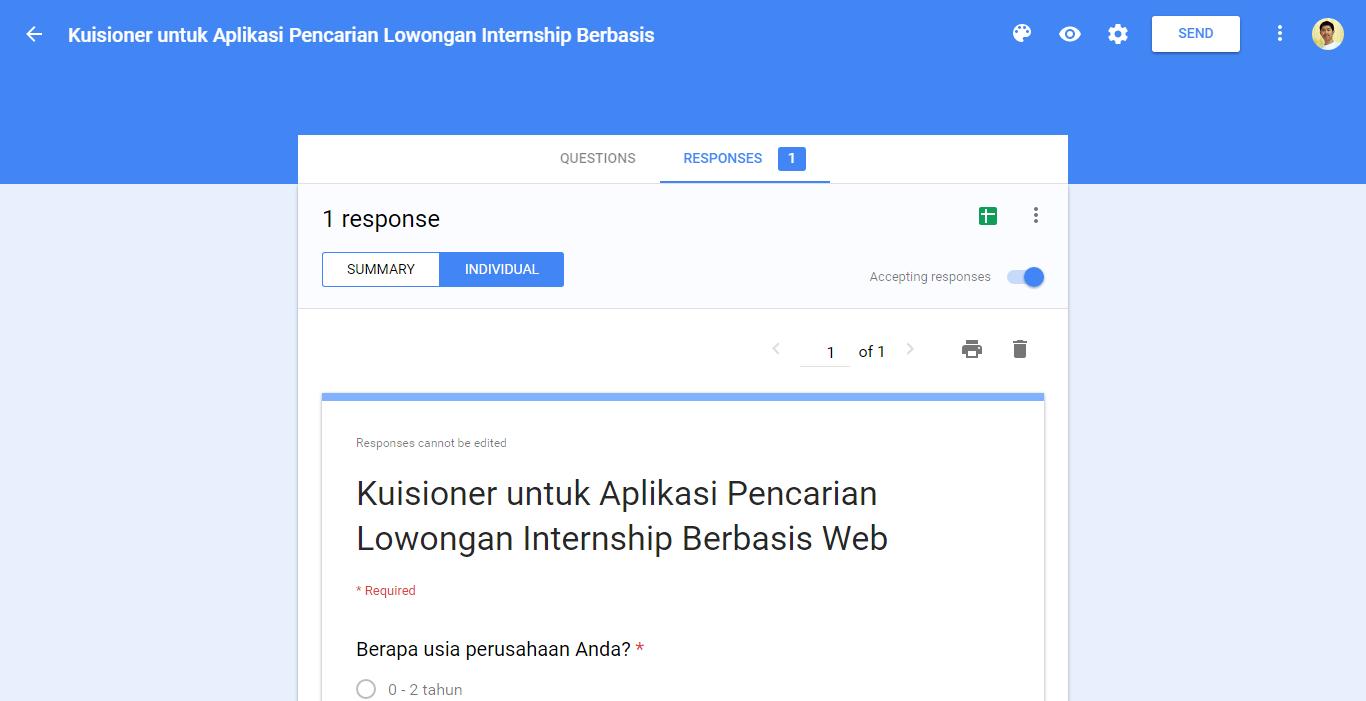 Kuisioner untuk Aplikasi Pencarian Lowongan Internship Berbasis
SEND
QUESTIONS
RESPONSES 1
1 response
SUMMARY
INDIVIDUAL
Accepting responses
1 of 1
Responses cannot be edited
Kuisioner untuk Aplikasi Pencarian
Lowongan Internship Berbasis Web
* Required
Berapa usia perusahaan Anda? *
0 - 2 tahun